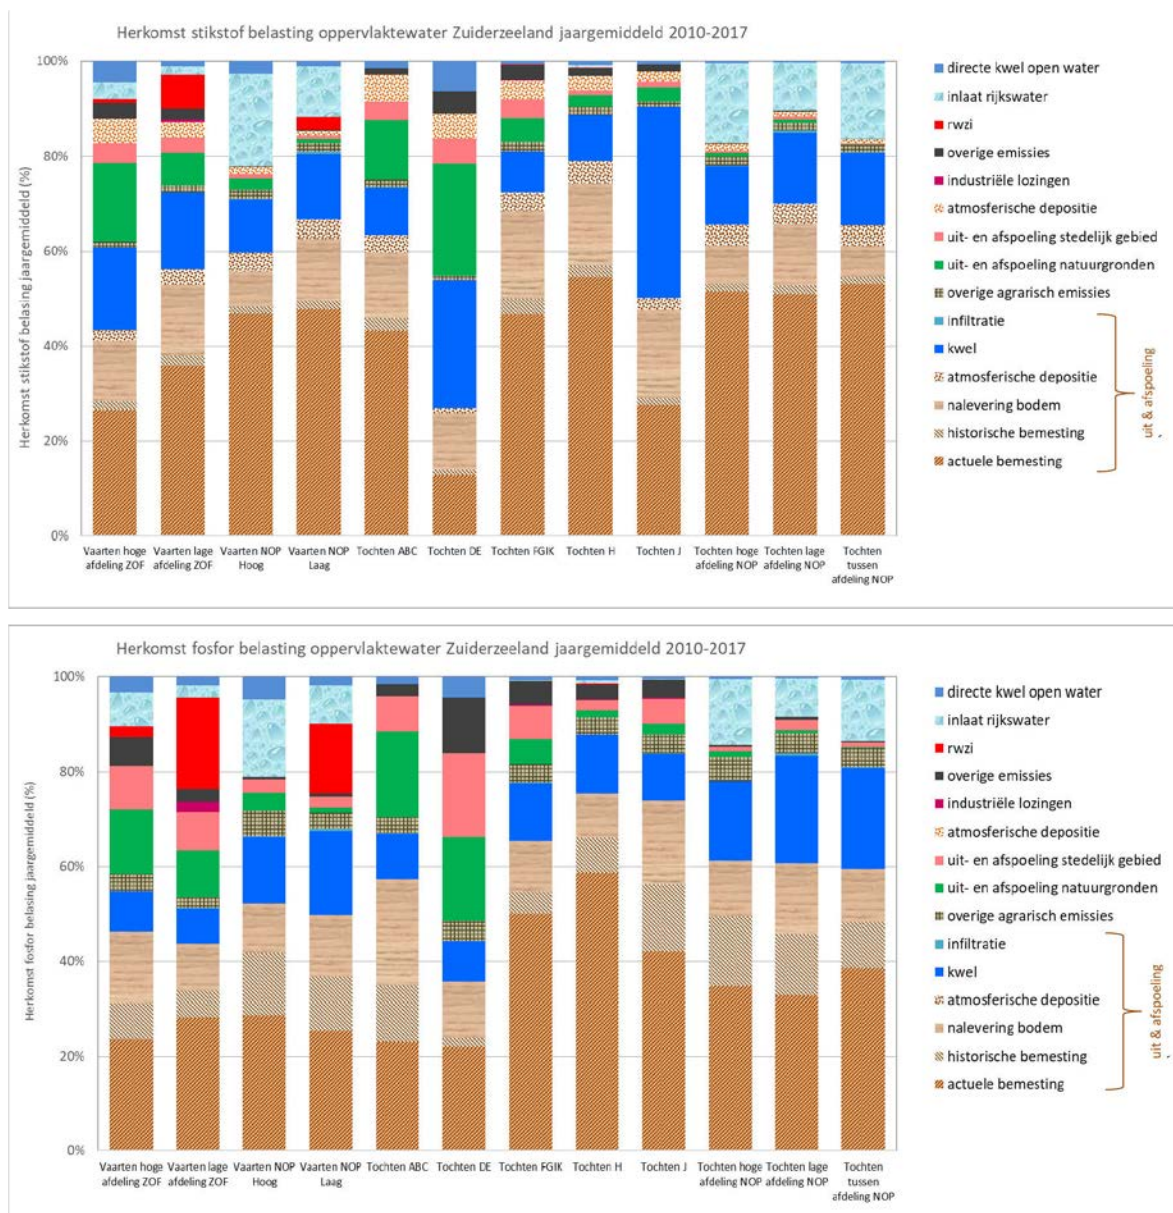 Herkomst stikstof belasting oppervlaktewater Zuiderzeeland jaargemiddeld 2010-2017
Herkomst stikstof belasing jaargemiddeld (%)
100%
80%
60%
40%
20%
0%
Vaarten hoge afdeling ZOF
Vaarten lage afdeling ZOF
Vaarten NOP Hoog
Vaarten NOP Laag
Tochten ABC
Tochten DE
Tochten FGIK
Tochten H
Tochten J
Tochten hoge afdeling NOP
Tochten lage afdeling NOP
Tochten tussen afdeling NOP
directe kwel open water
inlaat rijkswater
rwzi
overige emissies
industriële lozingen
atmosferische depositie
uit- en afspoeling stedelijk gebied
uit- en afspoeling natuurgronden
overige agrarisch emissies
infiltratie
kwel
atmosferische depositie
nalevering bodem
historische bemesting
actuele bemesting
uit & afspoeling
Herkomst fosfor belasting oppervlaktewater Zuiderzeeland jaargemiddeld 2010-2017
Herkomst fosfor belasing jaargemiddeld (%)
100%
80%
60%
40%
20%
0%
Vaarten hoge afdeling ZOF
Vaarten lage afdeling ZOF
Vaarten NOP Hoog
Vaarten NOP Laag
Tochten ABC
Tochten DE
Tochten FGIK
Tochten H
Tochten J
Tochten hoge afdeling NOP
Tochten lage afdeling NOP
Tochten tussen afdeling NOP
directe kwel open water
inlaat rijkswater
rwzi
overige emissies
industriële lozingen
atmosferische depositie
uit- en afspoeling stedelijk gebied
uit- en afspoeling natuurgronden
overige agrarisch emissies
infiltratie
kwel
atmosferische depositie
nalevering bodem
historische bemesting
actuele bemesting
uit & afspoeling